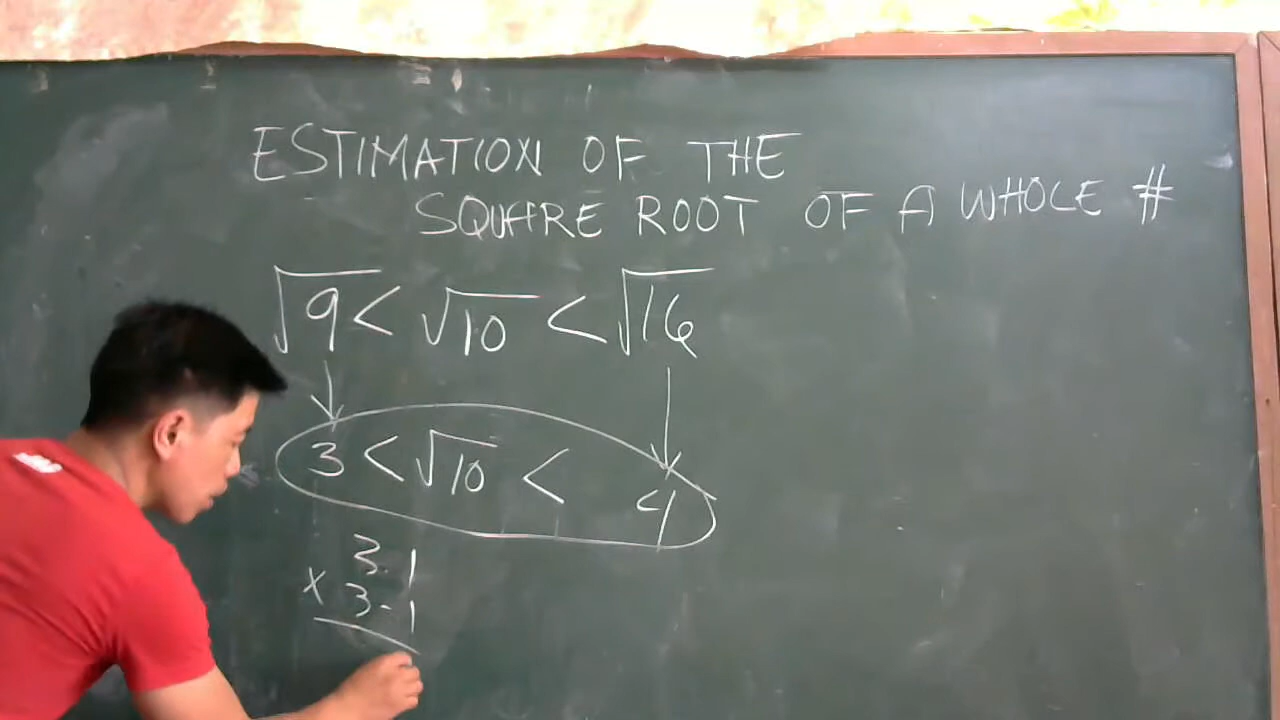 ESTIMATION OF THE
SQUARE ROOT OF A WHOLE #
√9 < √10 < √16
3 < √10 < 4
3.1
x 3.1